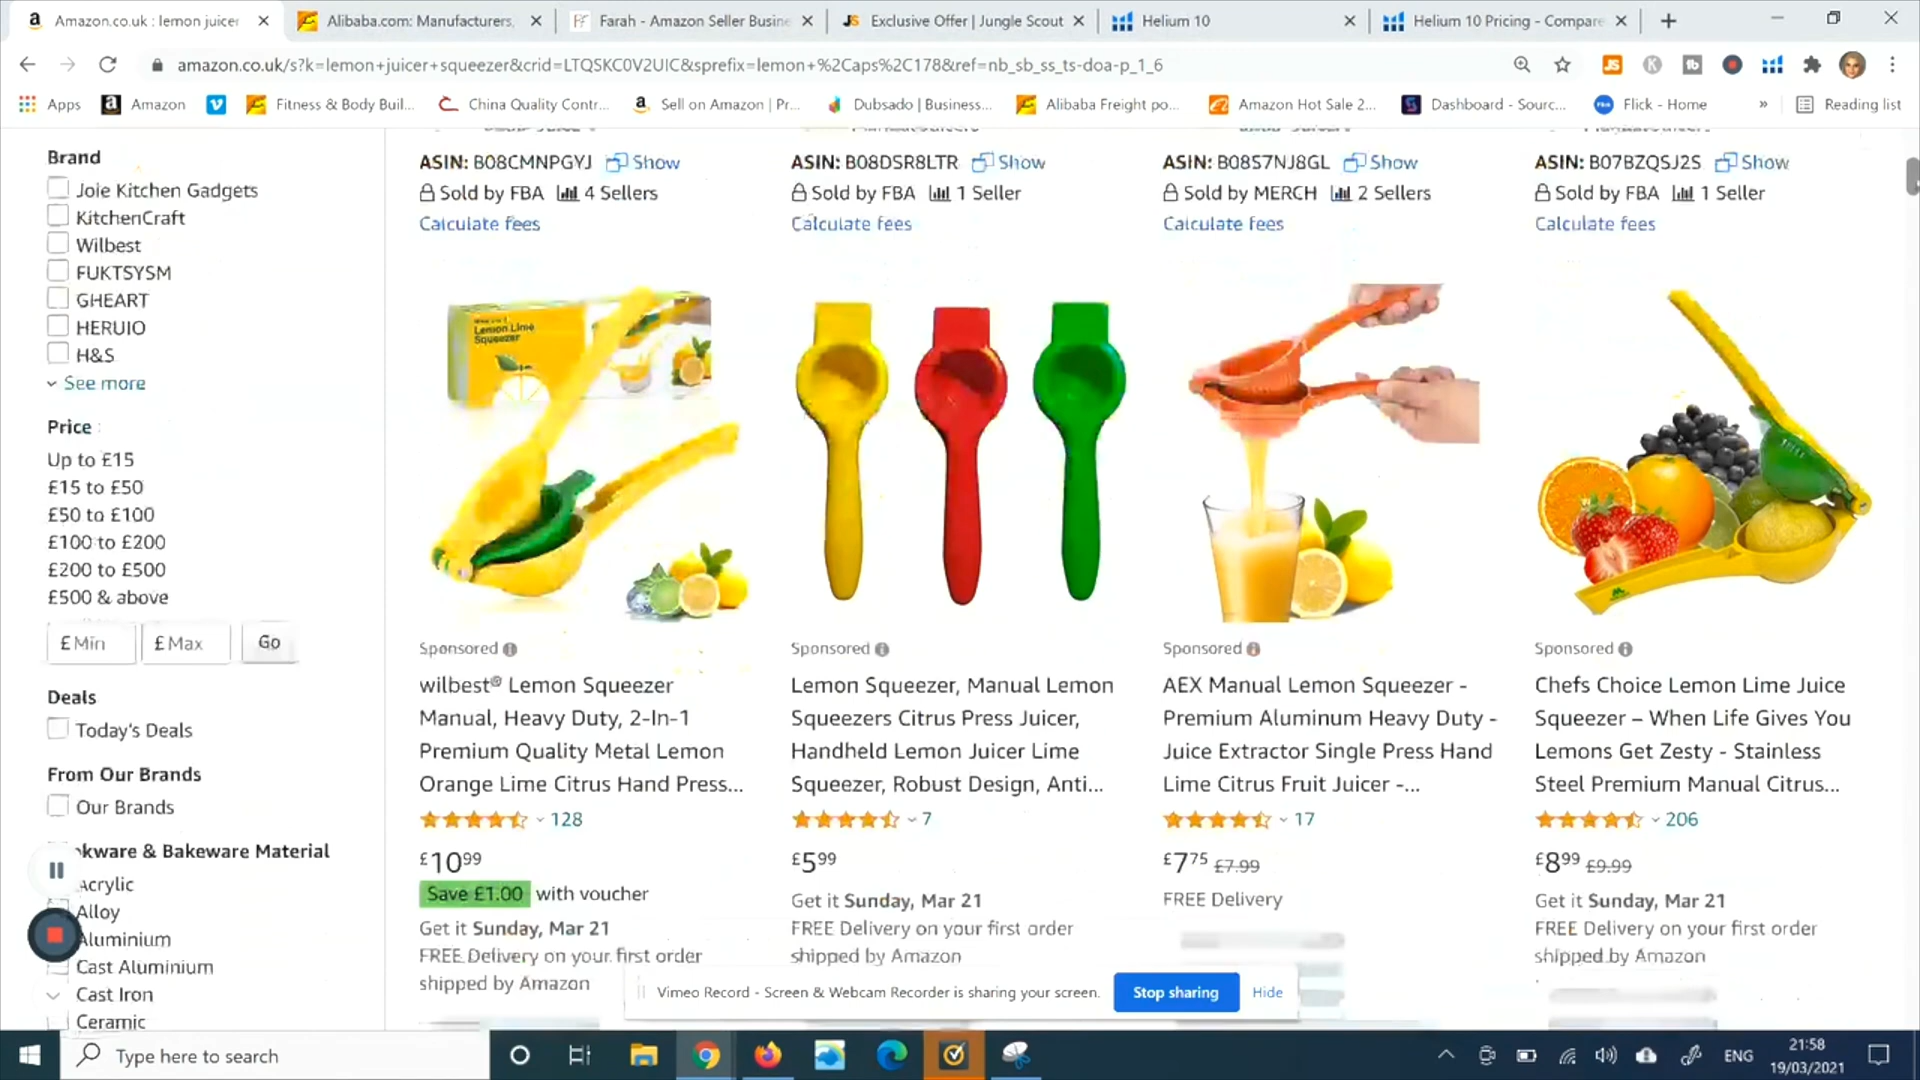 Amazon.co.uk : lemon juicer
Alibaba.com: Manufacturers,
Farah - Amazon Seller Busine
Exclusive Offer | Jungle Scout
Helium 10
Helium 10 Pricing - Compare
amazon.co.uk/s?k=lemon+juicer+squeezer&crid=LTQSKC0V2UIC&sprefix=lemon+%2Caps%2C178&ref=nb_sb_ss_ts-doa-p_1_6
Apps
Amazon
Fitness & Body Buil...
China Quality Contr...
Sell on Amazon | Pr...
Dubsado | Business...
Alibaba Freight po...
Amazon Hot Sale 2...
Dashboard - Sourc...
Flick - Home
»
Reading list
Brand
Joie Kitchen Gadgets
KitchenCraft
Wilbest
FUKTSYSM
GHEART
HERUIO
H&S
See more
Price
Up to £15
£15 to £50
£50 to £100
£100 to £200
£200 to £500
£500 & above
£ Min
£ Max
Go
Deals
Today's Deals
From Our Brands
Our Brands
okware & Bakeware Material
Acrylic
Alloy
Aluminium
Cast Aluminium
Cast Iron
Ceramic
ASIN: B08CMNPGYJ Show
Sold by FBA 4 Sellers
Calculate fees
ASIN: B08DSR8LTR Show
Sold by FBA 1 Seller
Calculate fees
ASIN: B08S7NJ8GL Show
Sold by MERCH 2 Sellers
Calculate fees
ASIN: B07BZQSJ2S Show
Sold by FBA 1 Seller
Calculate fees
Lemon Lime
Squeezer
Sponsored
wilbest® Lemon Squeezer
Manual, Heavy Duty, 2-In-1
Premium Quality Metal Lemon
Orange Lime Citrus Hand Press...
128
£10 99
Save £1.00 with voucher
Get it Sunday, Mar 21
FREE Delivery on your first order
shipped by Amazon
Sponsored
Lemon Squeezer, Manual Lemon
Squeezers Citrus Press Juicer,
Handheld Lemon Juicer Lime
Squeezer, Robust Design, Anti...
7
£5 99
Get it Sunday, Mar 21
FREE Delivery on your first order
shipped by Amazon
Sponsored
AEX Manual Lemon Squeezer -
Premium Aluminum Heavy Duty -
Juice Extractor Single Press Hand
Lime Citrus Fruit Juicer -...
17
£7 75 £7.99
FREE Delivery
Sponsored
Chefs Choice Lemon Lime Juice
Squeezer – When Life Gives You
Lemons Get Zesty - Stainless
Steel Premium Manual Citrus...
206
£8 99 £9.99
Get it Sunday, Mar 21
FREE Delivery on your first order
shipped by Amazon
Vimeo Record - Screen & Webcam Recorder is sharing your screen.
Stop sharing
Hide
Type here to search
ENG
21:58
19/03/2021